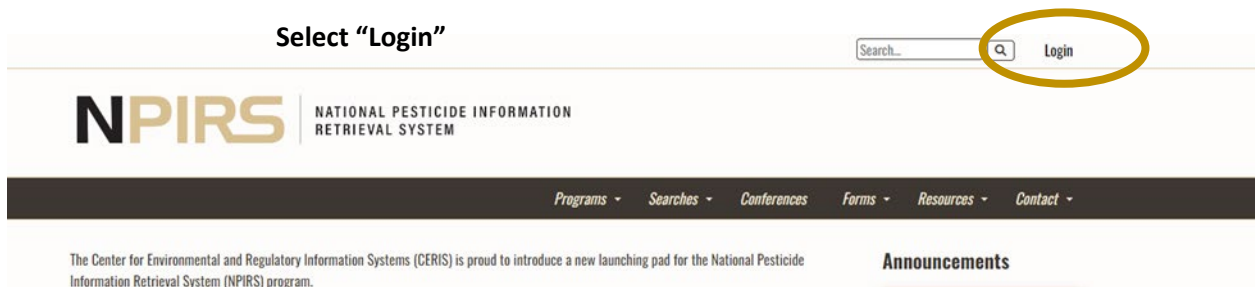 Select “Login”
Search...
Login
NPIRS
NATIONAL PESTICIDE INFORMATION
RETRIEVAL SYSTEM
Programs
Searches
Conferences
Forms
Resources
Contact
The Center for Environmental and Regulatory Information Systems (CERIS) is proud to introduce a new launching pad for the National Pesticide
Information Retrieval System (NPIRS) program.
Announcements